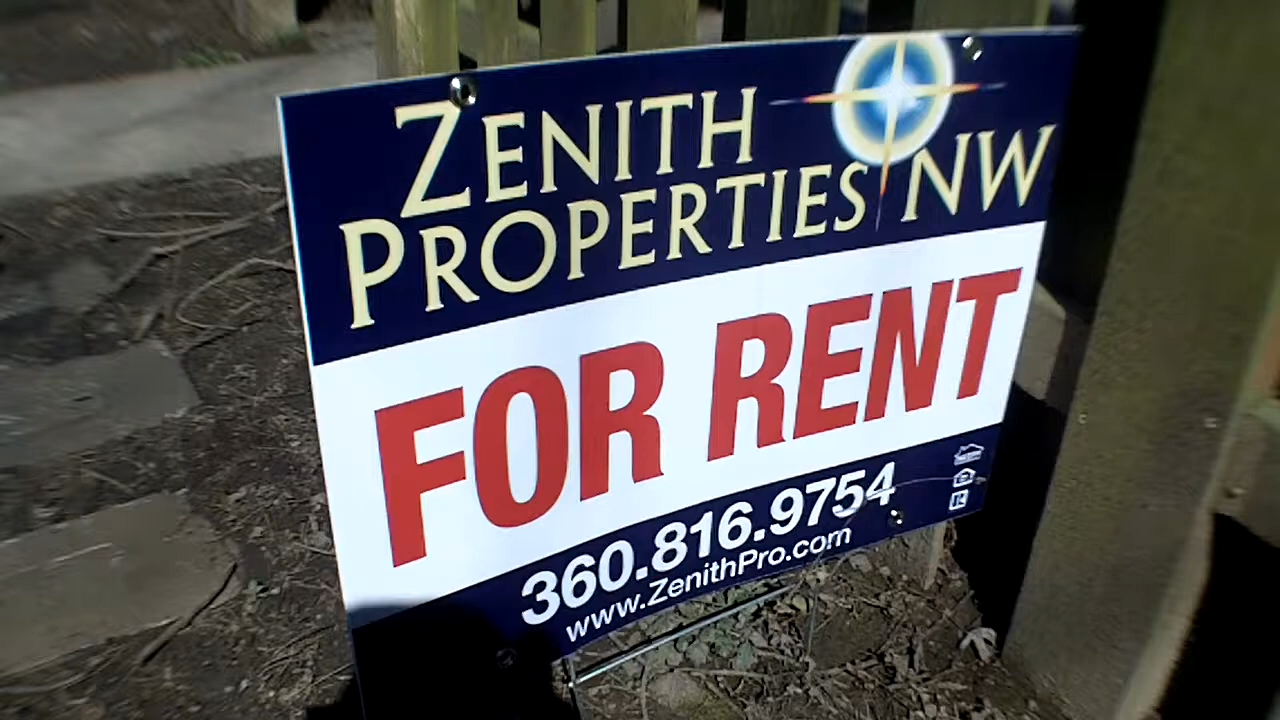 ZENITH
PROPERTIES NW
FOR RENT
360.816.9754
www.ZenithPro.com